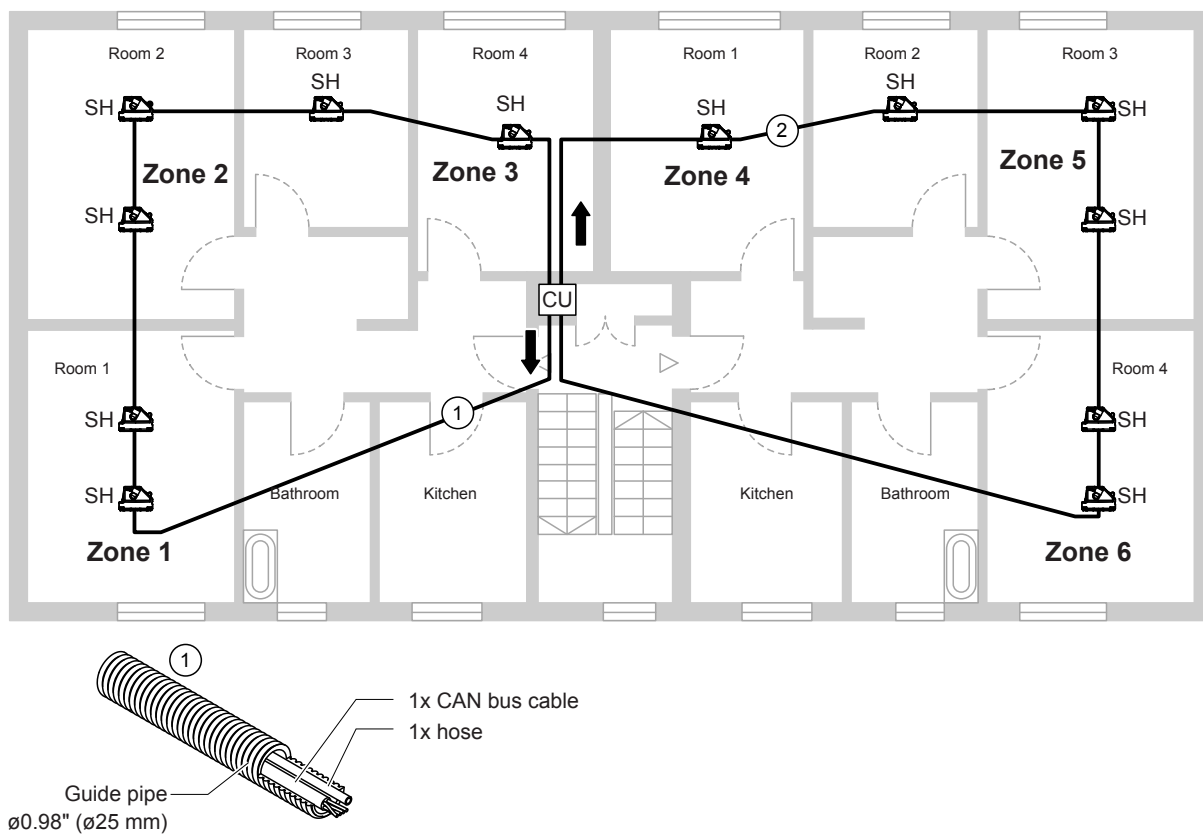 Room 2
Room 3
Room 4
Room 1
Room 2
Room 3
SH
SH
SH
SH
SH
SH
2
Zone 2
Zone 3
Zone 4
Zone 5
SH
SH
CU
Room 1
Room 4
1
SH
SH
SH
SH
Bathroom
Kitchen
Kitchen
Bathroom
Zone 1
Zone 6
1
1x CAN bus cable
1x hose
Guide pipe
ø0.98" (ø25 mm)